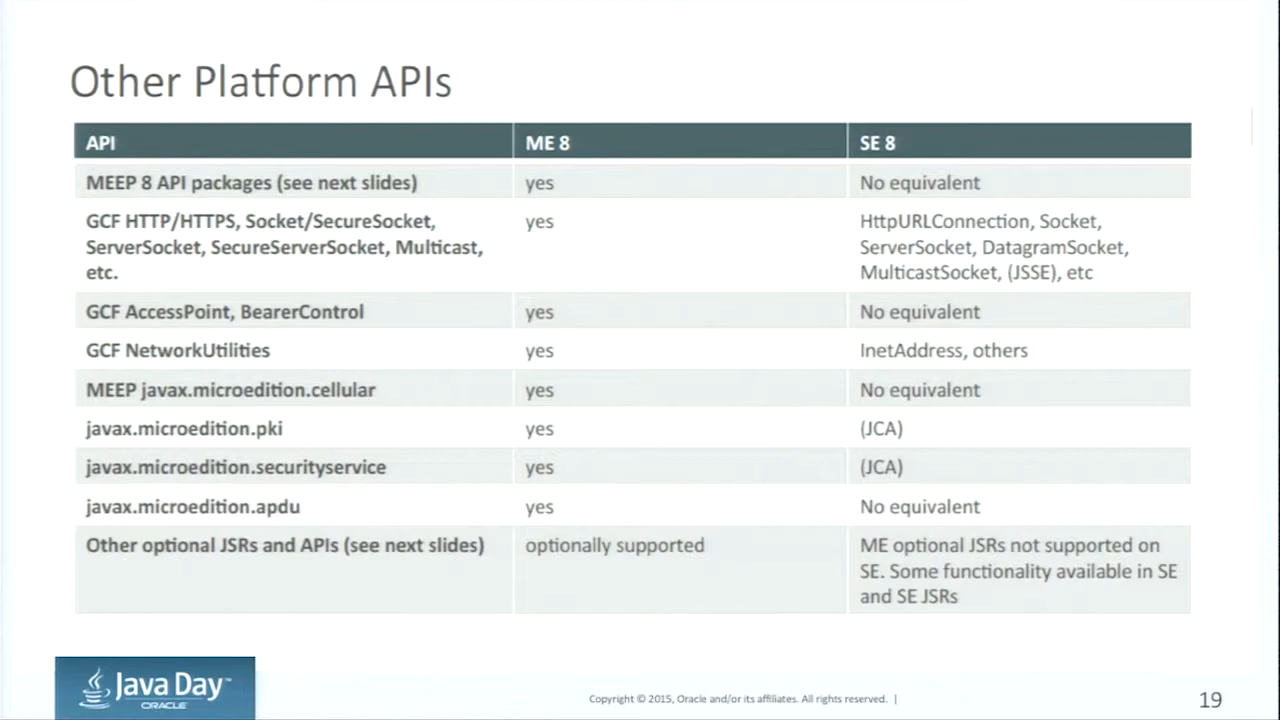 Other Platform APIs
API
ME 8
SE 8
MEEP 8 API packages (see next slides)
yes
No equivalent
GCF HTTP/HTTPS, Socket/SecureSocket,
ServerSocket, SecureServerSocket, Multicast,
etc.
yes
HttpURLConnection, Socket,
ServerSocket, DatagramSocket,
MulticastSocket, (JSSE), etc
GCF AccessPoint, BearerControl
yes
No equivalent
GCF NetworkUtilities
yes
InetAddress, others
MEEP javax.microedition.cellular
yes
No equivalent
javax.microedition.pki
yes
(JCA)
javax.microedition.securityservice
yes
(JCA)
javax.microedition.apdu
yes
No equivalent
Other optional JSRs and APIs (see next slides)
optionally supported
ME optional JSRs not supported on
SE. Some functionality available in SE
and SE JSRs
Java Day™
ORACLE
Copyright © 2015, Oracle and/or its affiliates. All rights reserved. |
19